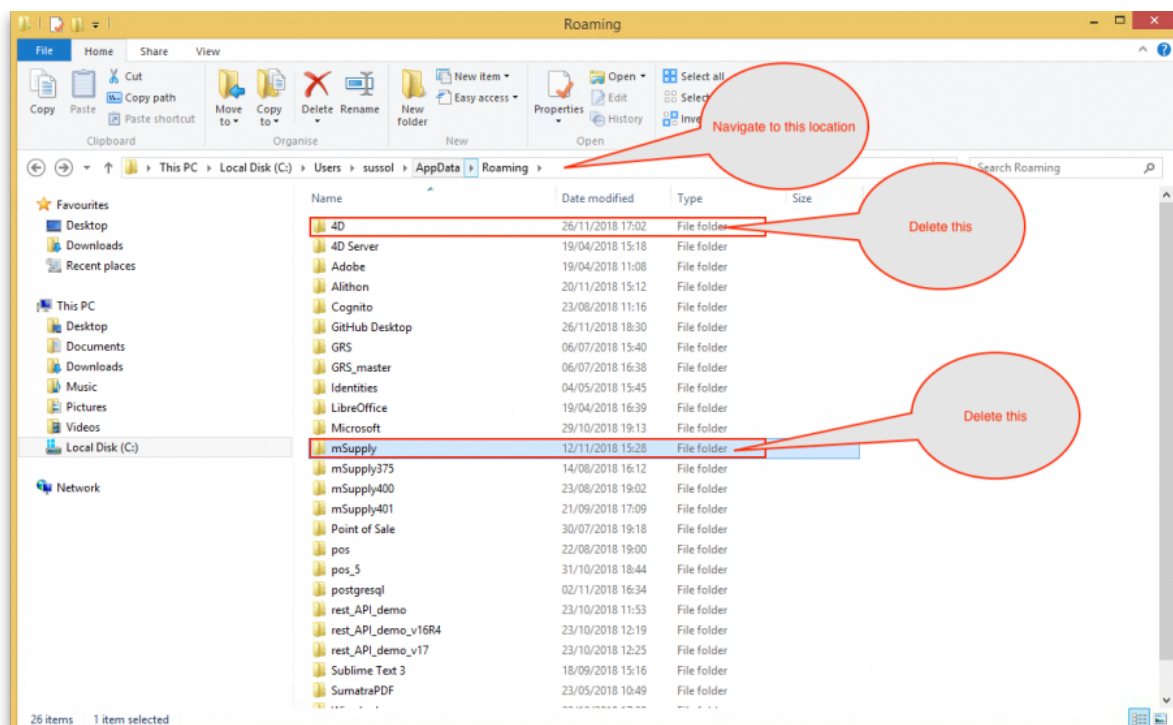 Roaming
File Home Share View
Copy
Paste
Cut
Copy path
Paste shortcut
Clipboard
Move to
Copy to
Delete
Rename
Organise
New folder
New item
Easy access
New
Properties
Open
Edit
History
Open
Select all
Navigate to this location
This PC Local Disk (C:) Users sussol AppData Roaming
Search Roaming
Favourites
Desktop
Downloads
Recent places
This PC
Desktop
Documents
Downloads
Music
Pictures
Videos
Local Disk (C:)
Network
Name Date modified Type Size
4D 26/11/2018 17:02 File folder
4D Server 19/04/2018 15:18 File folder
Adobe 19/04/2018 11:08 File folder
Alithon 20/11/2018 15:12 File folder
Cognito 23/08/2018 11:16 File folder
GitHub Desktop 26/11/2018 18:30 File folder
GRS 06/07/2018 15:40 File folder
GRS_master 06/07/2018 16:38 File folder
Identities 04/05/2018 15:45 File folder
LibreOffice 19/04/2018 16:39 File folder
Microsoft 29/10/2018 19:13 File folder
mSupply 12/11/2018 15:28 File folder
mSupply375 14/08/2018 16:12 File folder
mSupply400 23/08/2018 19:02 File folder
mSupply401 21/09/2018 17:09 File folder
Point of Sale 30/07/2018 19:18 File folder
pos 22/08/2018 19:00 File folder
pos_5 31/10/2018 18:44 File folder
postgresql 02/11/2018 16:34 File folder
rest_API_demo 23/10/2018 11:53 File folder
rest_API_demo_v16R4 23/10/2018 12:19 File folder
rest_API_demo_v17 23/10/2018 12:25 File folder
Sublime Text 3 18/09/2018 15:16 File folder
SumatraPDF 23/05/2018 10:49 File folder
Delete this
Delete this
26 items 1 item selected